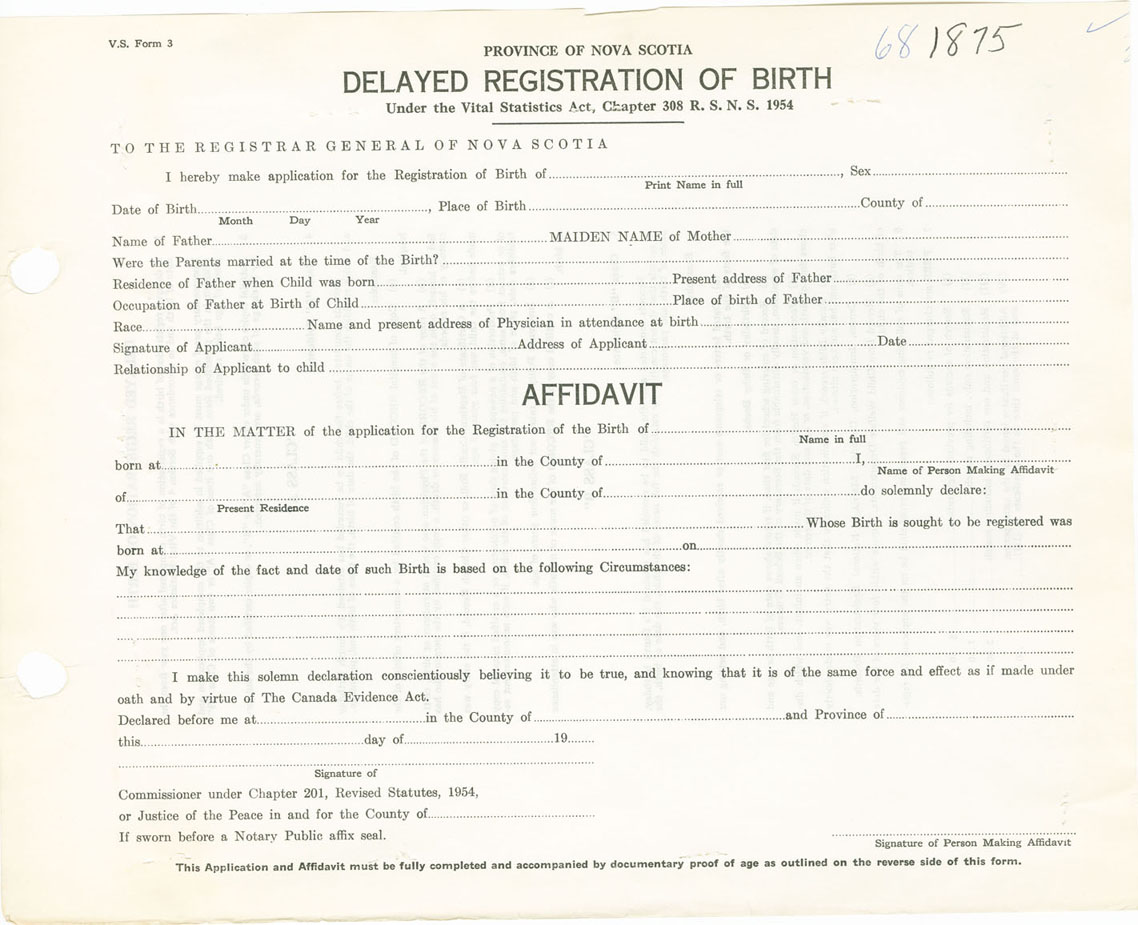 V.S. Form 3
68 1875
PROVINCE OF NOVA SCOTIA
DELAYED REGISTRATION OF BIRTH
Under the Vital Statistics Act, Chapter 308 R. S. N. S. 1954
TO THE REGISTRAR GENERAL OF NOVA SCOTIA
I hereby make application for the Registration of Birth of.............................., Sex..............................
Print Name in full
Date of Birth.............................., Place of Birth..............................County of..............................
Month Day Year
Name of Father..............................MAIDEN NAME of Mother..............................
Were the Parents married at the time of the Birth?..............................
Residence of Father when Child was born..............................Present address of Father..............................
Occupation of Father at Birth of Child..............................Place of birth of Father..............................
Race..............................Name and present address of Physician in attendance at birth..............................
Signature of Applicant..............................Address of Applicant..............................Date..............................
Relationship of Applicant to child..............................
AFFIDAVIT
IN THE MATTER of the application for the Registration of the Birth of..............................
Name in full
born at..............................in the County of..............................I,..............................
Name of Person Making Affidavit
of..............................in the County of..............................do solemnly declare:
Present Residence
That..............................Whose Birth is sought to be registered was
born at..............................on..............................
My knowledge of the fact and date of such Birth is based on the following Circumstances:
I make this solemn declaration conscientiously believing it to be true, and knowing that it is of the same force and effect as if made under
oath and by virtue of The Canada Evidence Act.
Declared before me at..............................in the County of..............................and Province of..............................
this..............................day of..............................19........
Signature of
Commissioner under Chapter 201, Revised Statutes, 1954,
or Justice of the Peace in and for the County of..............................
If sworn before a Notary Public affix seal.
Signature of Person Making Affidavit
This Application and Affidavit must be fully completed and accompanied by documentary proof of age as outlined on the reverse side of this form.